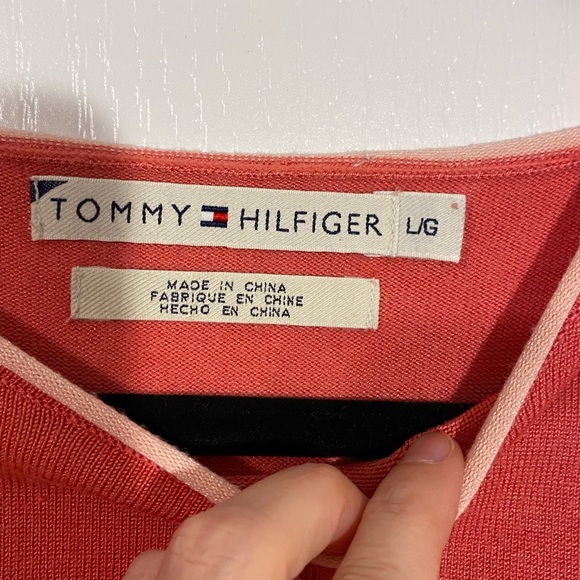 TOMMY HILFIGER L/G
MADE IN CHINA
FABRIQUE EN CHINE
HECHO EN CHINA